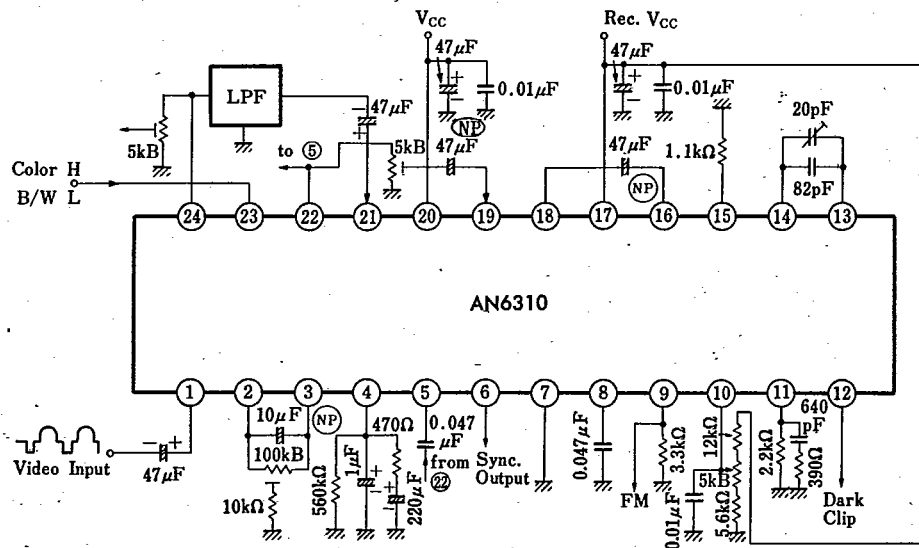 V_CC
Rec. V_CC
47μF
47μF
LPF
47μF
0.01μF
0.01μF
20pF
NP
5kB
to ⑤
5kB
47μF
47μF
1.1kΩ
82pF
Color H
B/W L
NP
24 23 22 21 20 19 18 17 16 15 14 13
AN6310
1 2 3 4 5 6 7 8 9 10 11 12
10μF
NP
470Ω
0.047
μF
640
pF
100kB
1μF
12kΩ
Video Input
47μF
from
㉒
Sync.
Output
0.047μF
3.3kΩ
2.2kΩ
390Ω
560kΩ
220μF
5kB
10kΩ
FM
0.01μF
5.6kΩ
Dark
Clip